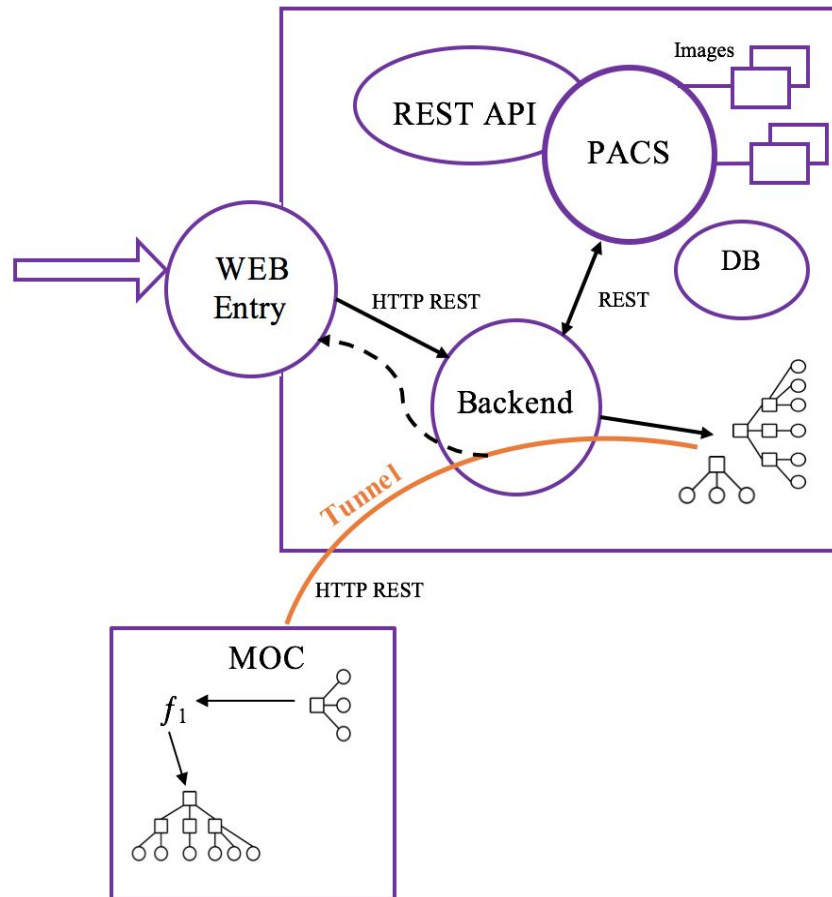 Images
REST API
PACS
WEB
Entry
DB
HTTP REST
REST
Backend
Tunnel
HTTP REST
MOC
f1